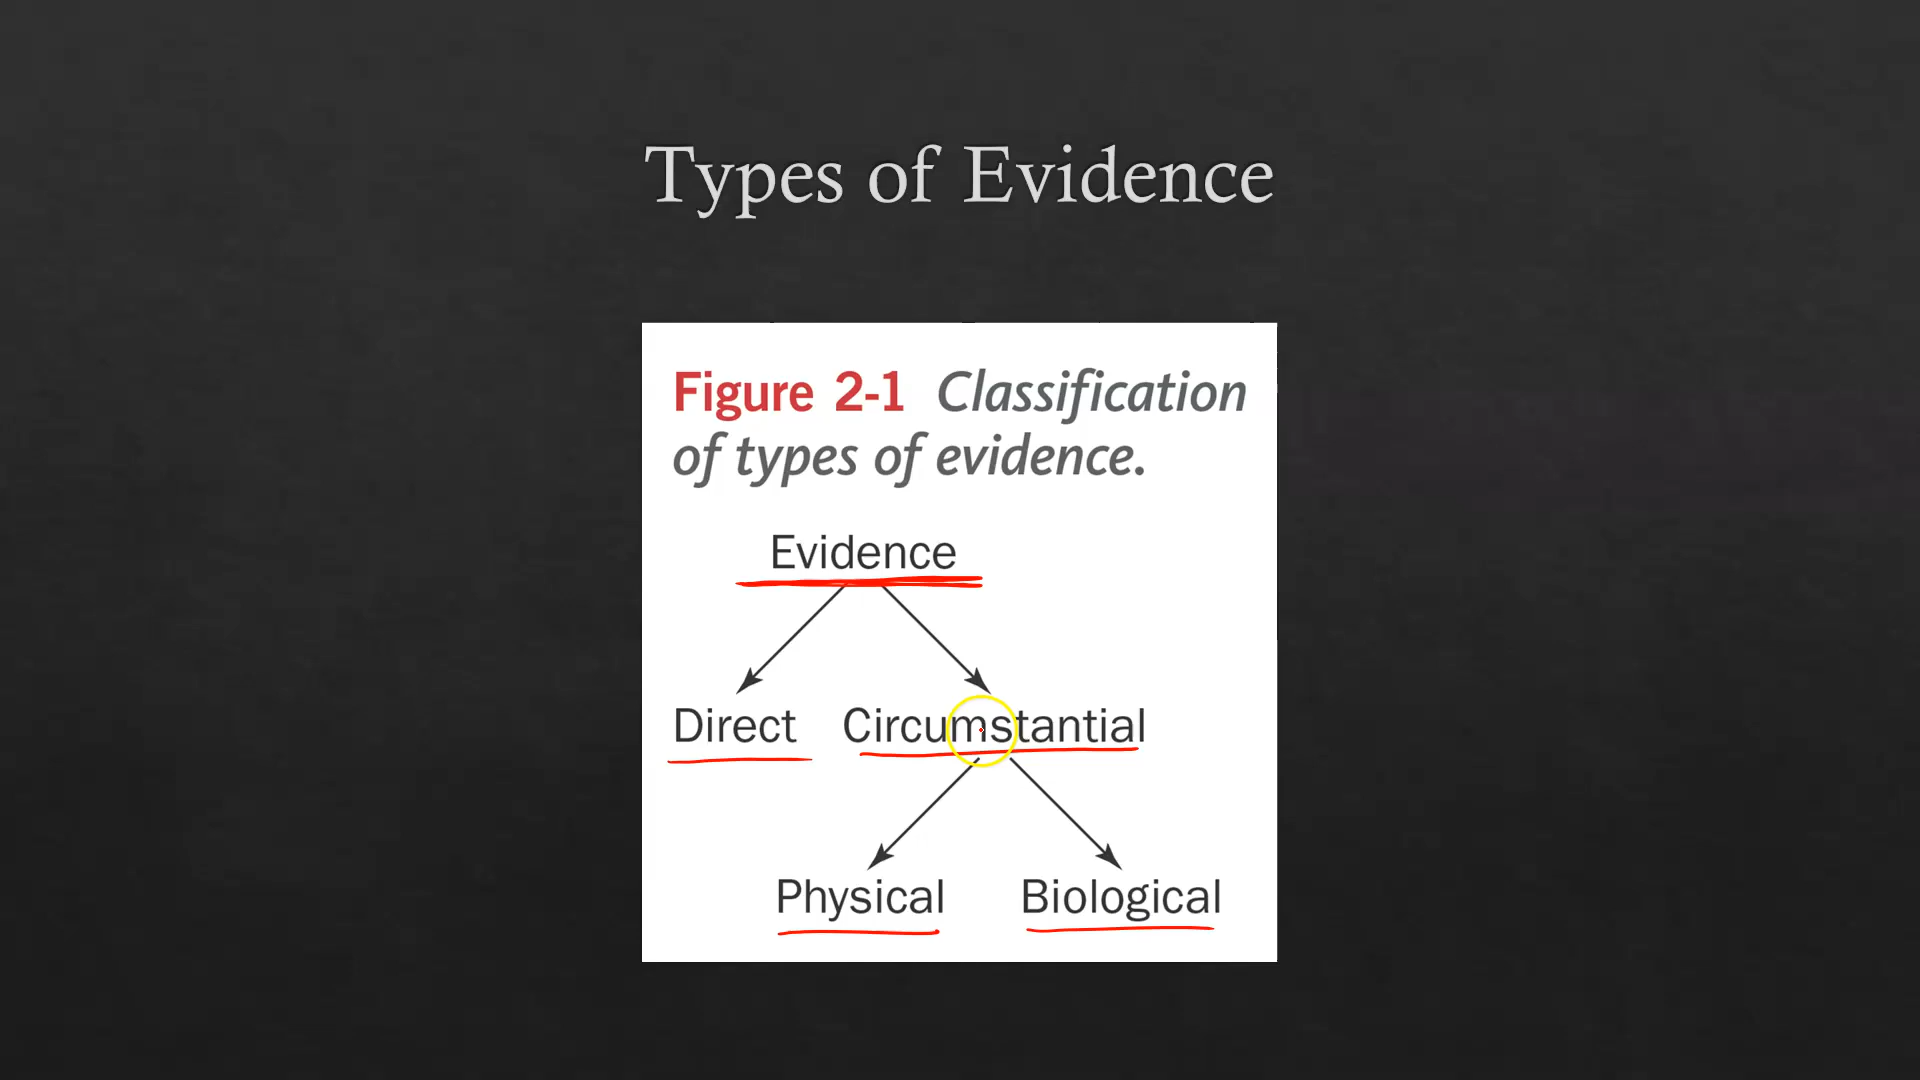 Types of Evidence
Figure 2-1 Classification
of types of evidence.
Evidence
Direct Circumstantial
Physical Biological